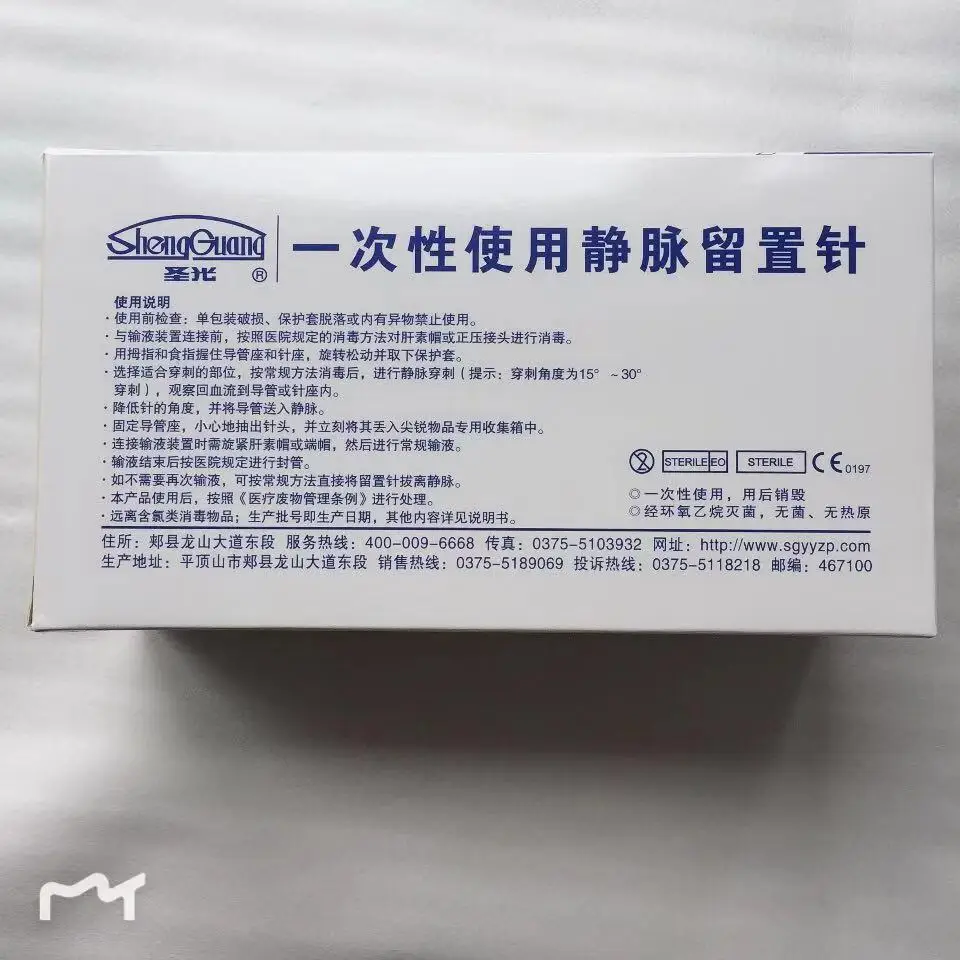 ShengGuang
圣光®
一次性使用静脉留置针
使用说明
·使用前检查：单包装破损、保护套脱落或内有异物禁止使用。
·与输液装置连接前，按照医院规定的消毒方法对肝素帽或正压接头进行消毒。
·用拇指和食指握住导管座和针座，旋转松动并取下保护套。
·选择适合穿刺的部位，按常规方法消毒后，进行静脉穿刺（提示：穿刺角度为15°～30°
穿刺），观察回血流到导管或针座内。
·降低针的角度，并将导管送入静脉。
·固定导管座，小心地抽出针头，并立刻将其丢入尖锐物品专用收集箱中。
·连接输液装置时需旋紧肝素帽或端帽，然后进行常规输液。
·输液结束后按医院规定进行封管。
·如不需要再次输液，可按常规方法直接将留置针拔离静脉。
·本产品使用后，按照《医疗废物管理条例》进行处理。
·远离含氯类消毒物品；生产批号即生产日期，其他内容详见说明书。
2 STERILE EO STERILE CE 0197
◎一次性使用，用后销毁
◎经环氧乙烷灭菌，无菌、无热原
住所：郏县龙山大道东段 服务热线：400-009-6668 传真：0375-5103932 网址：http://www.sgyyzp.com
生产地址：平顶山市郏县龙山大道东段 销售热线：0375-5189069 投诉热线：0375-5118218 邮编：467100